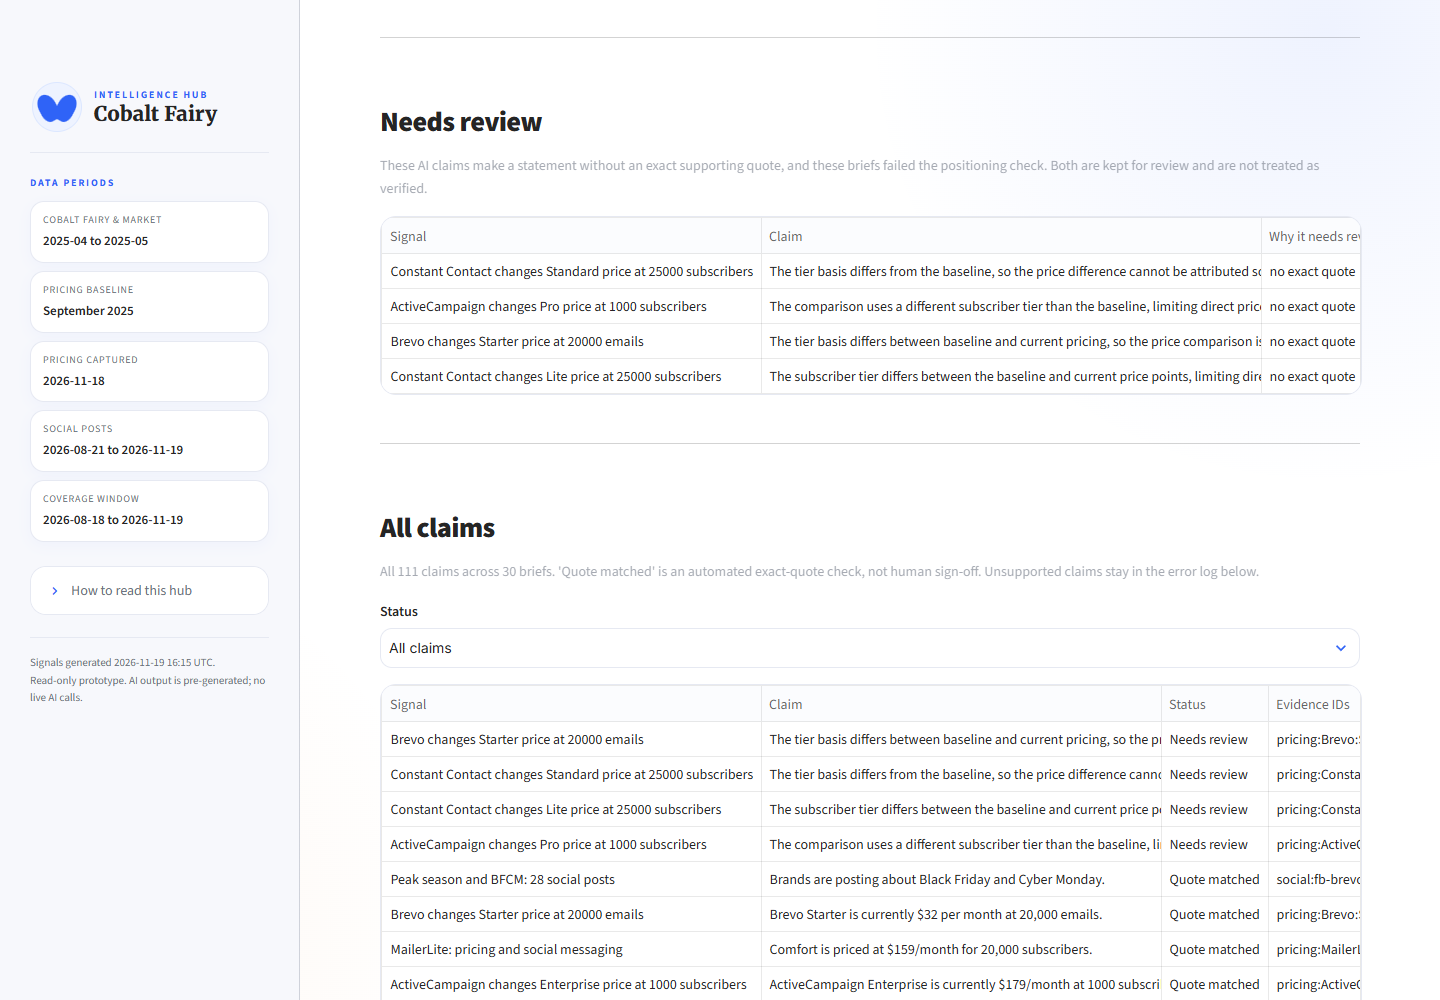 INTELLIGENCE HUB
Cobalt Fairy
DATA PERIODS
COBALT FAIRY & MARKET
2025-04 to 2025-05
PRICING BASELINE
September 2025
PRICING CAPTURED
2026-11-18
SOCIAL POSTS
2026-08-21 to 2026-11-19
COVERAGE WINDOW
2026-08-18 to 2026-11-19
How to read this hub
Signals generated 2026-11-19 16:15 UTC.
Read-only prototype. AI output is pre-generated; no
live AI calls.
Needs review
These AI claims make a statement without an exact supporting quote, and these briefs failed the positioning check. Both are kept for review and are not treated as
verified.
Signal Claim Why it needs
Constant Contact changes Standard price at 25000 subscribers The tier basis differs from the baseline, so the price difference cannot be attributed no exact quote
ActiveCampaign changes Pro price at 1000 subscribers The comparison uses a different subscriber tier than the baseline, limiting direct no exact quote
Brevo changes Starter price at 20000 emails The tier basis differs between baseline and current pricing, so the price comparison no exact quote
Constant Contact changes Lite price at 25000 subscribers The subscriber tier differs between the baseline and current price points, limiting no exact quote
All claims
All 111 claims across 30 briefs. 'Quote matched' is an automated exact-quote check, not human sign-off. Unsupported claims stay in the error log below.
Status
All claims
Signal Claim Status Evidence IDs
Brevo changes Starter price at 20000 emails The tier basis differs between baseline and current pricing, so the Needs review pricing:Brevo:
Constant Contact changes Standard price at 25000 subscribers The tier basis differs from the baseline, so the price difference Needs review
Constant Contact changes Lite price at 25000 subscribers The subscriber tier differs between the baseline and current price Needs review
ActiveCampaign changes Pro price at 1000 subscribers The comparison uses a different subscriber tier than the baseline, Needs review
Peak season and BFCM: 28 social posts Brands are posting about Black Friday and Cyber Monday. Quote matched
Brevo changes Starter price at 20000 emails Brevo Starter is currently $32 per month at 20,000 emails. Quote matched pricing:Brevo:
MailerLite: pricing and social messaging Comfort is priced at $159/month for 20,000 subscribers. Quote matched
ActiveCampaign changes Enterprise price at 1000 subscribers ActiveCampaign Enterprise is currently $179/month at 1000 Quote matched